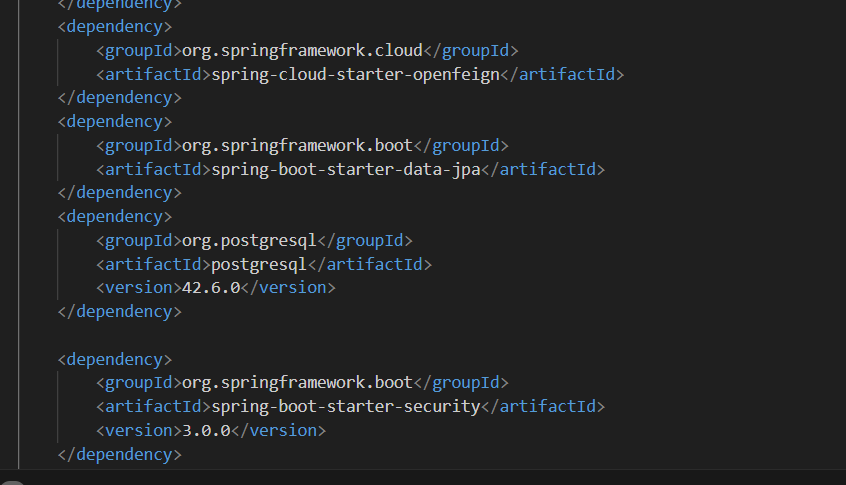 </dependency>
<dependency>
<groupId>org.springframework.cloud</groupId>
<artifactId>spring-cloud-starter-openfeign</artifactId>
</dependency>
<dependency>
<groupId>org.springframework.boot</groupId>
<artifactId>spring-boot-starter-data-jpa</artifactId>
</dependency>
<dependency>
<groupId>org.postgresql</groupId>
<artifactId>postgresql</artifactId>
<version>42.6.0</version>
</dependency>
<dependency>
<groupId>org.springframework.boot</groupId>
<artifactId>spring-boot-starter-security</artifactId>
<version>3.0.0</version>
</dependency>